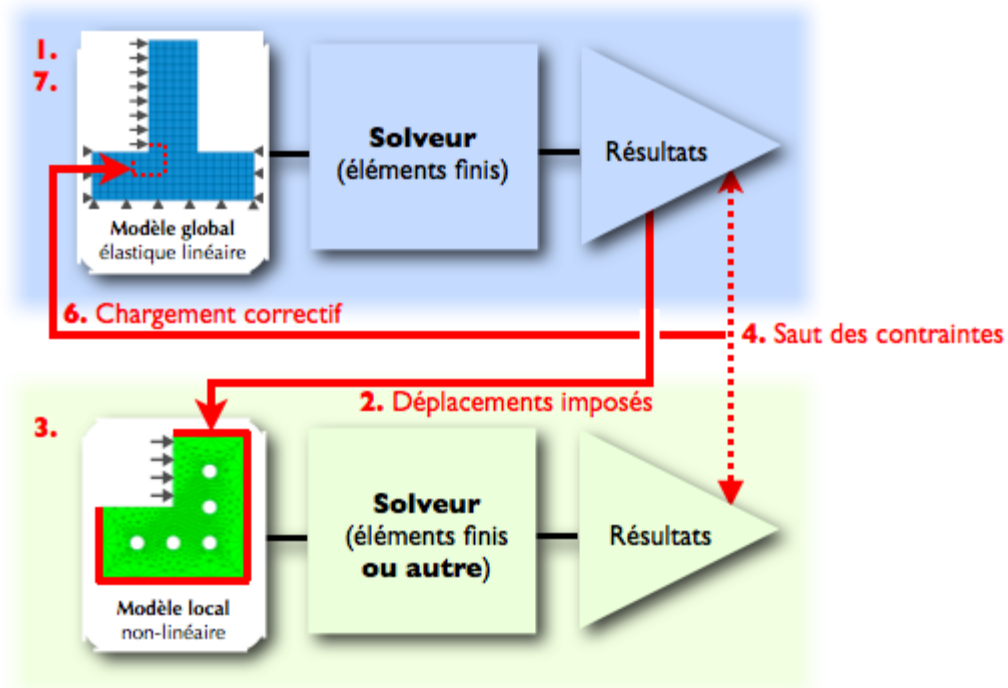 1.
7.
Modèle global
élastique linéaire
Solveur
(éléments finis)
Résultats
6. Chargement correctif
4. Saut des contraintes
2. Déplacements imposés
3.
Modèle local
non-linéaire
Solveur
(éléments finis
ou autre)
Résultats